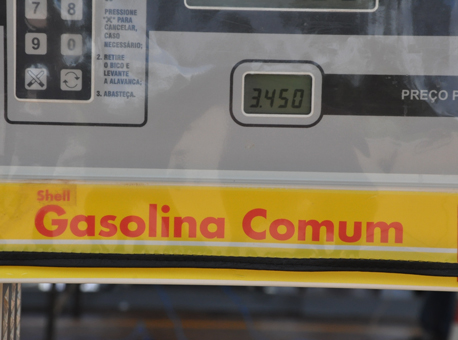 7 8
9 0
PRESSIONE
"X" PARA
CANCELAR,
CASO
NECESSÁRIO;
2. RETIRE
O BICO E
LEVANTE
A ALAVANCA;
3. ABASTEÇA.
3.450
PREÇO P
Shell
Gasolina Comum